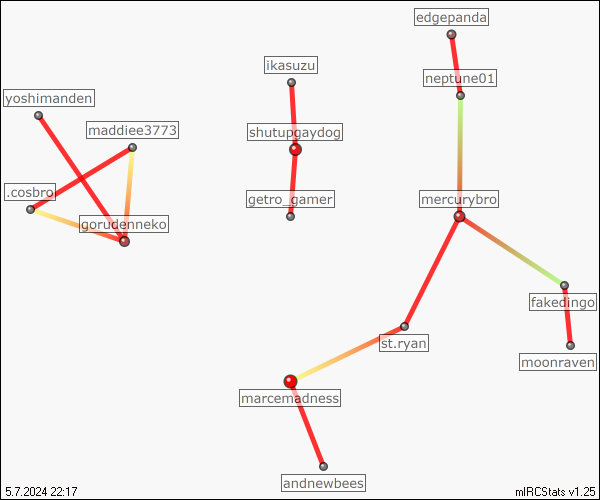 edgepanda
ikasuzu
neptune01
yoshimanden
maddiee3773
shutupgaydog
.cosbro
getro_gamer
mercurybro
gorudenneko
fakedingo
st.ryan
moonraven
marcemadness
andnewbees
5.7.2024 22:17
mIRCStats v1.25